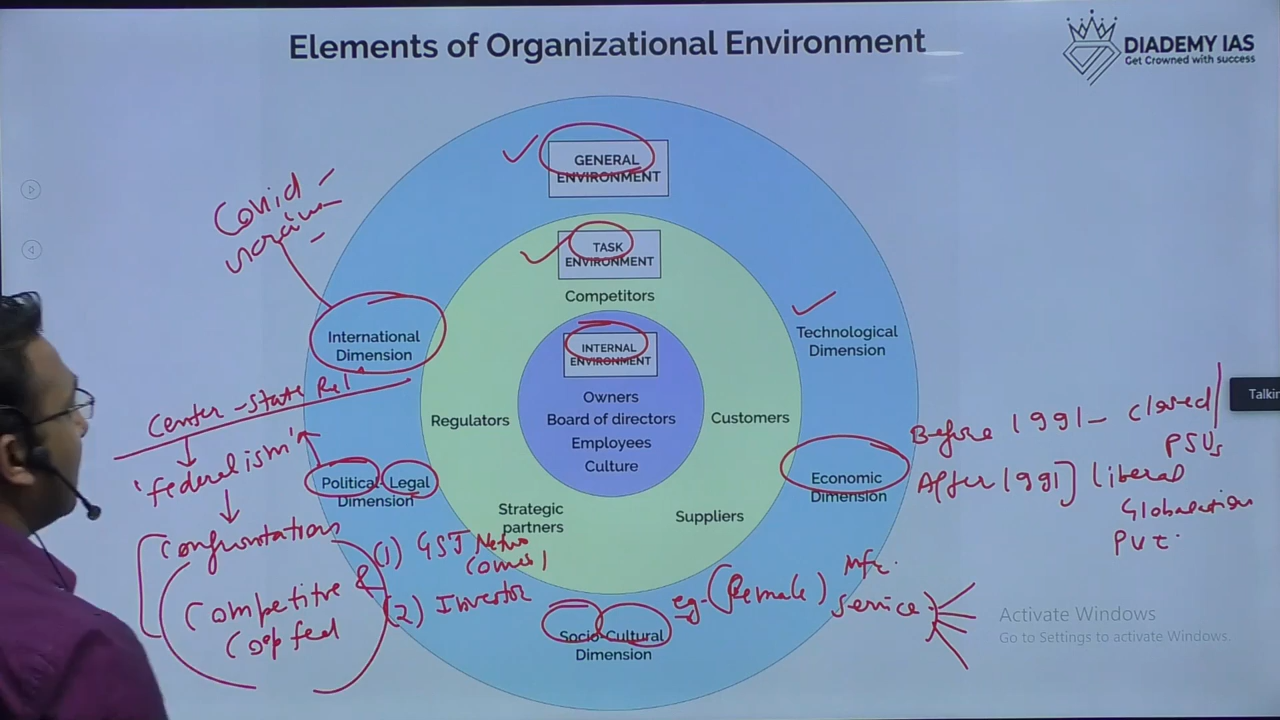 Elements of Organizational Environment
DIADEMY IAS
Get Crowned with success
GENERAL
ENVIRONMENT
TASK
ENVIRONMENT
Competitors
INTERNAL
ENVIRONMENT
Owners
Board of directors
Employees
Culture
Regulators
Customers
Strategic
partners
Suppliers
International
Dimension
Technological
Dimension
Political-Legal
Dimension
Economic
Dimension
Socio-Cultural
Dimension
Covid
Center-State Rel
'federalism'
Confrontation
Competitive &
Coop fed
(1) GST
(2) Investor
eg- (female)
Mfr.
Service
Before 1991- closed
PSUs
After 1991] liberal
Pvt.
Talkin
Activate Windows
Go to Settings to activate Windows.